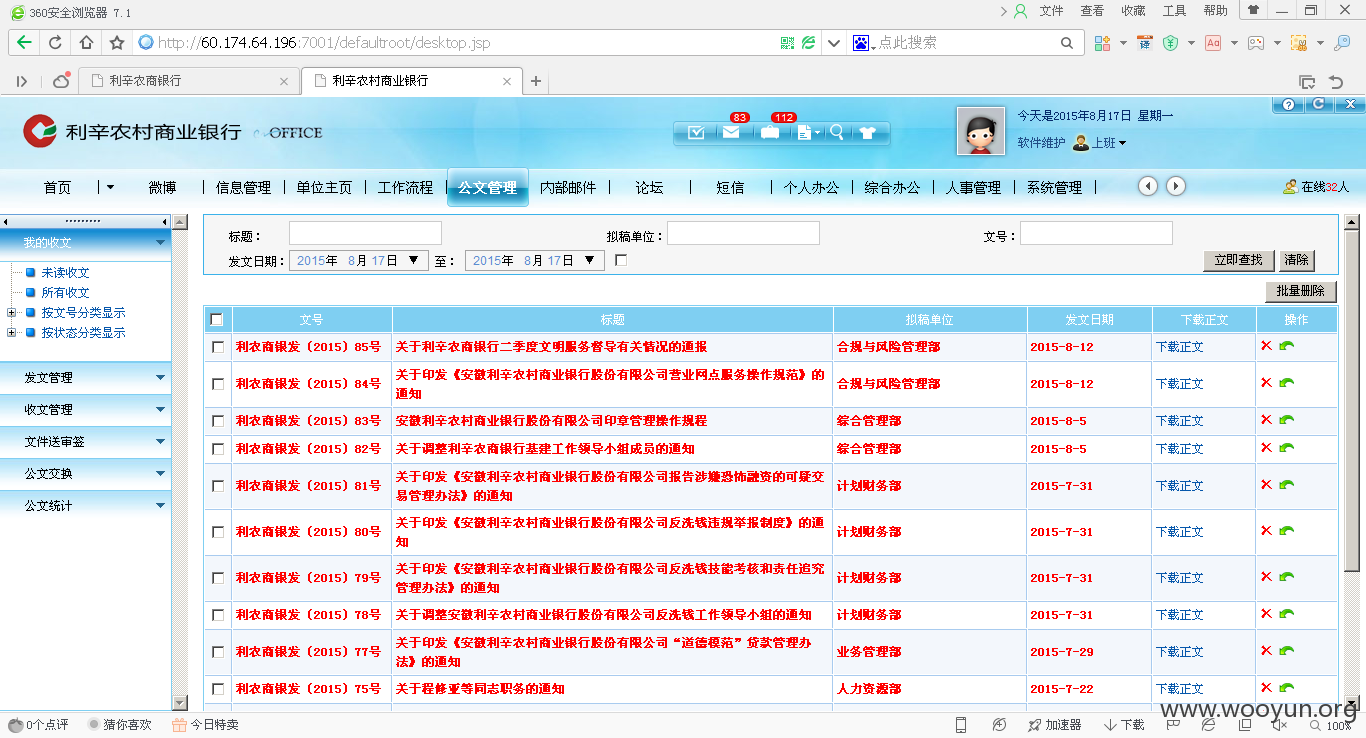 360安全浏览器 7.1
文件 查看 收藏 工具 帮助
http://60.174.64.196:7001/defaultroot/desktop.jsp
点此搜索
利辛农商银行
利辛农村商业银行
利辛农村商业银行 e-OFFICE
83 112
今天是2015年8月17日 星期一
软件维护 上班
首页 微博 信息管理 单位主页 工作流程 公文管理 内部邮件 论坛 短信 个人办公 综合办公 人事管理 系统管理 在线32人
我的收文
未读收文
所有收文
按文号分类显示
按状态分类显示
发文管理
收文管理
文件送审签
公文交换
公文统计
标题： 拟稿单位： 文号：
发文日期： 2015年 8月 17日 至： 2015年 8月 17日 立即查找 清除
批量删除
文号 标题 拟稿单位 发文日期 下载正文 操作
利农商银发〔2015〕85号 关于利辛农商银行二季度文明服务督导有关情况的通报 合规与风险管理部 2015-8-12 下载正文
利农商银发〔2015〕84号 关于印发《安徽利辛农村商业银行股份有限公司营业网点服务操作规范》的
通知 合规与风险管理部 2015-8-12 下载正文
利农商银发〔2015〕83号 安徽利辛农村商业银行股份有限公司印章管理操作规程 综合管理部 2015-8-5 下载正文
利农商银发〔2015〕82号 关于调整利辛农商银行基建工作领导小组成员的通知 综合管理部 2015-8-5 下载正文
利农商银发〔2015〕81号 关于印发《安徽利辛农村商业银行股份有限公司报告涉嫌恐怖融资的可疑交
易管理办法》的通知 计划财务部 2015-7-31 下载正文
利农商银发〔2015〕80号 关于印发《安徽利辛农村商业银行股份有限公司反洗钱违规举报制度》的通
知 计划财务部 2015-7-31 下载正文
利农商银发〔2015〕79号 关于印发《安徽利辛农村商业银行股份有限公司反洗钱技能考核和责任追究
管理办法》的通知 计划财务部 2015-7-31 下载正文
利农商银发〔2015〕78号 关于调整安徽利辛农村商业银行股份有限公司反洗钱工作领导小组的通知 计划财务部 2015-7-31 下载正文
利农商银发〔2015〕77号 关于印发《安徽利辛农村商业银行股份有限公司“道德模范”贷款管理办
法》的通知 业务管理部 2015-7-29 下载正文
利农商银发〔2015〕75号 关于程修亚等同志职务的通知 人力资源部 2015-7-22 下载正文
www.wooyun.org
0个点评 猜你喜欢 今日特卖 加速器 下载 100%